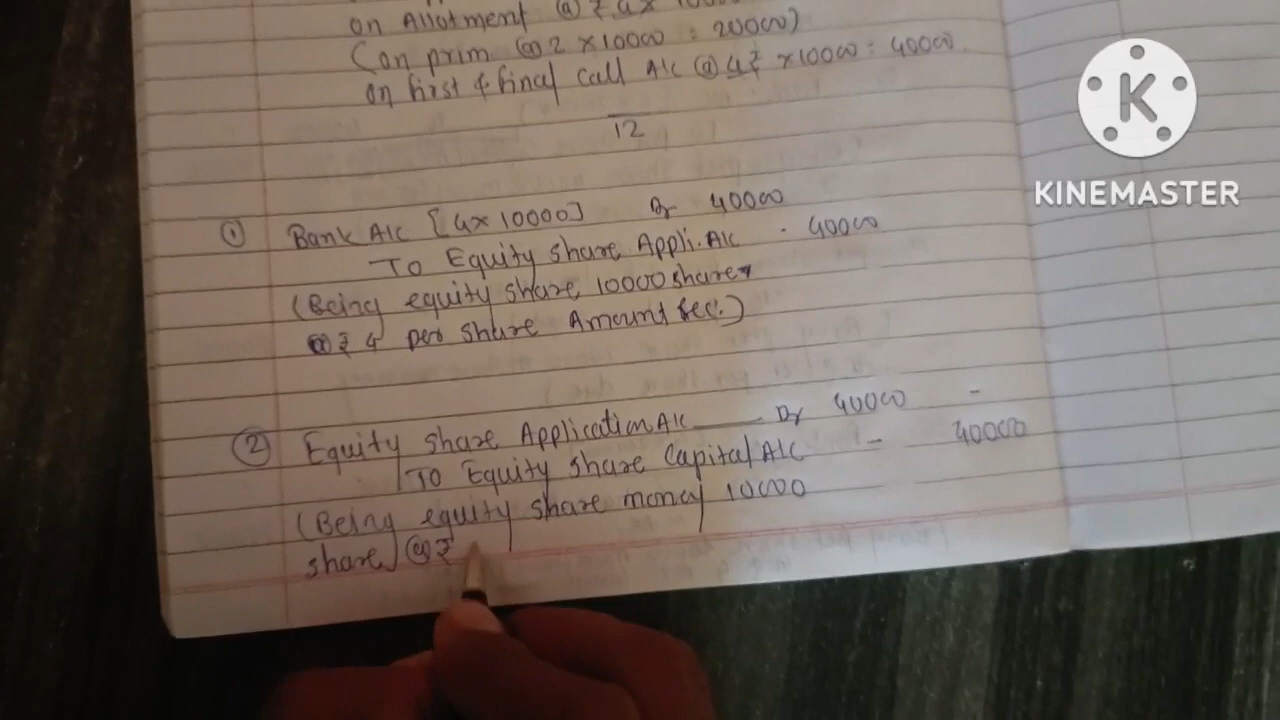 on Allotment @ ₹ 4 x 10000
(on prim @ 2 x 10000 : 20000)
on first & final call A/c @ 4₹ x 10000 : 40000
12
K
KINEMASTER
① Bank A/c [4x 10000] Dr 40000
To Equity share Appli. A/c - 40000
(Being equity share 10000 share
@ ₹ 4 per share Amount Rec.)
② Equity share Application A/c —— Dr 40000 -
To Equity share capital A/c - 40000
(Being equity share money 10000
share @ ₹